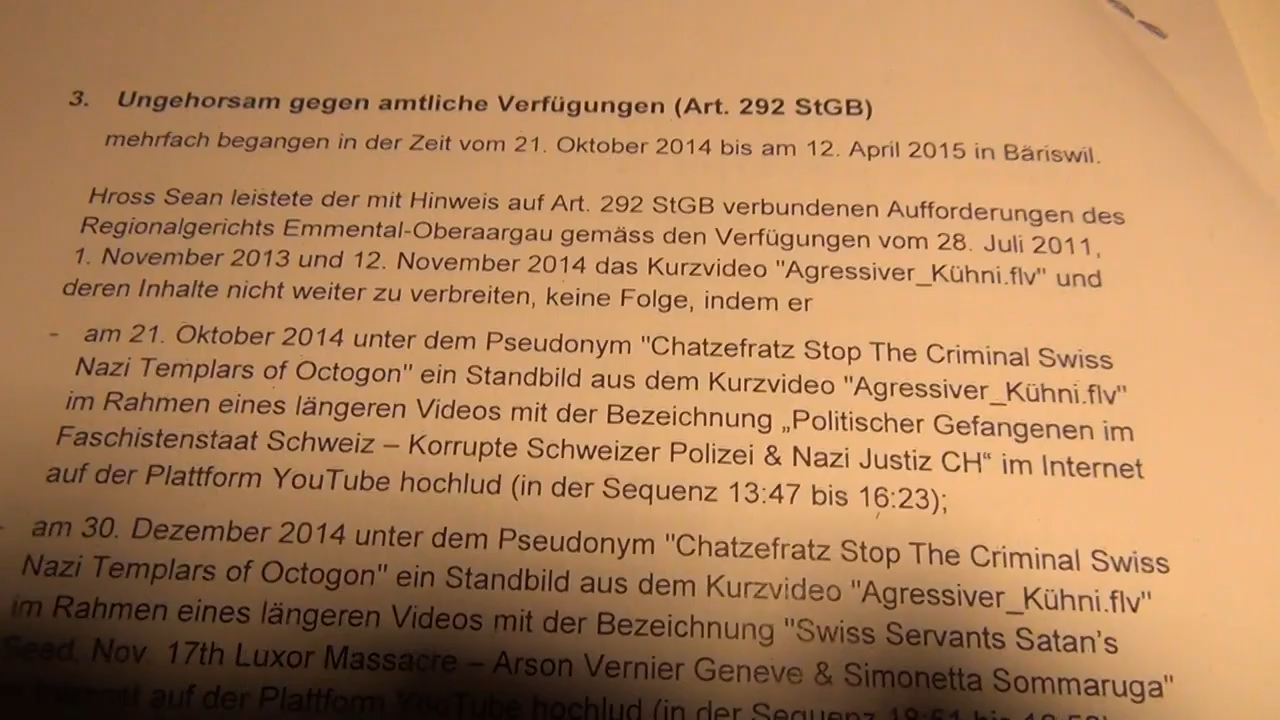 3. Ungehorsam gegen amtliche Verfügungen (Art. 292 StGB)
mehrfach begangen in der Zeit vom 21. Oktober 2014 bis am 12. April 2015 in Bäriswil.
Hross Sean leistete der mit Hinweis auf Art. 292 StGB verbundenen Aufforderungen des
Regionalgerichts Emmental-Oberaargau gemäss den Verfügungen vom 28. Juli 2011,
1. November 2013 und 12. November 2014 das Kurzvideo "Agressiver_Kühni.flv" und
deren Inhalte nicht weiter zu verbreiten, keine Folge, indem er
- am 21. Oktober 2014 unter dem Pseudonym "Chatzefratz Stop The Criminal Swiss
Nazi Templars of Octogon" ein Standbild aus dem Kurzvideo "Agressiver_Kühni.flv"
im Rahmen eines längeren Videos mit der Bezeichnung „Politischer Gefangenen im
Faschistenstaat Schweiz – Korrupte Schweizer Polizei & Nazi Justiz CH“ im Internet
auf der Plattform YouTube hochlud (in der Sequenz 13:47 bis 16:23);
- am 30. Dezember 2014 unter dem Pseudonym "Chatzefratz Stop The Criminal Swiss
Nazi Templars of Octogon" ein Standbild aus dem Kurzvideo "Agressiver_Kühni.flv"
im Rahmen eines längeren Videos mit der Bezeichnung "Swiss Servants Satan's
Seed, Nov. 17th Luxor Massacre – Arson Vernier Geneve & Simonetta Sommaruga"
auf der Plattform YouTube hochlud (in der Sequenz